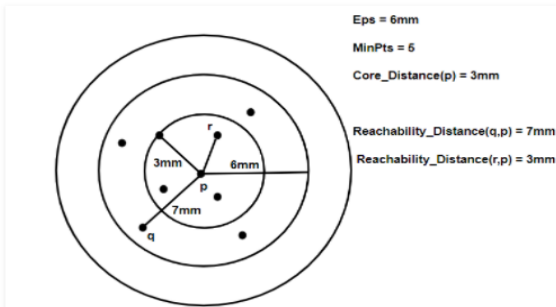 Eps = 6mm
MinPts = 5
Core_Distance(p) = 3mm
Reachability_Distance(q,p) = 7mm
Reachability_Distance(r,p) = 3mm
r
3mm
6mm
p
7mm
q